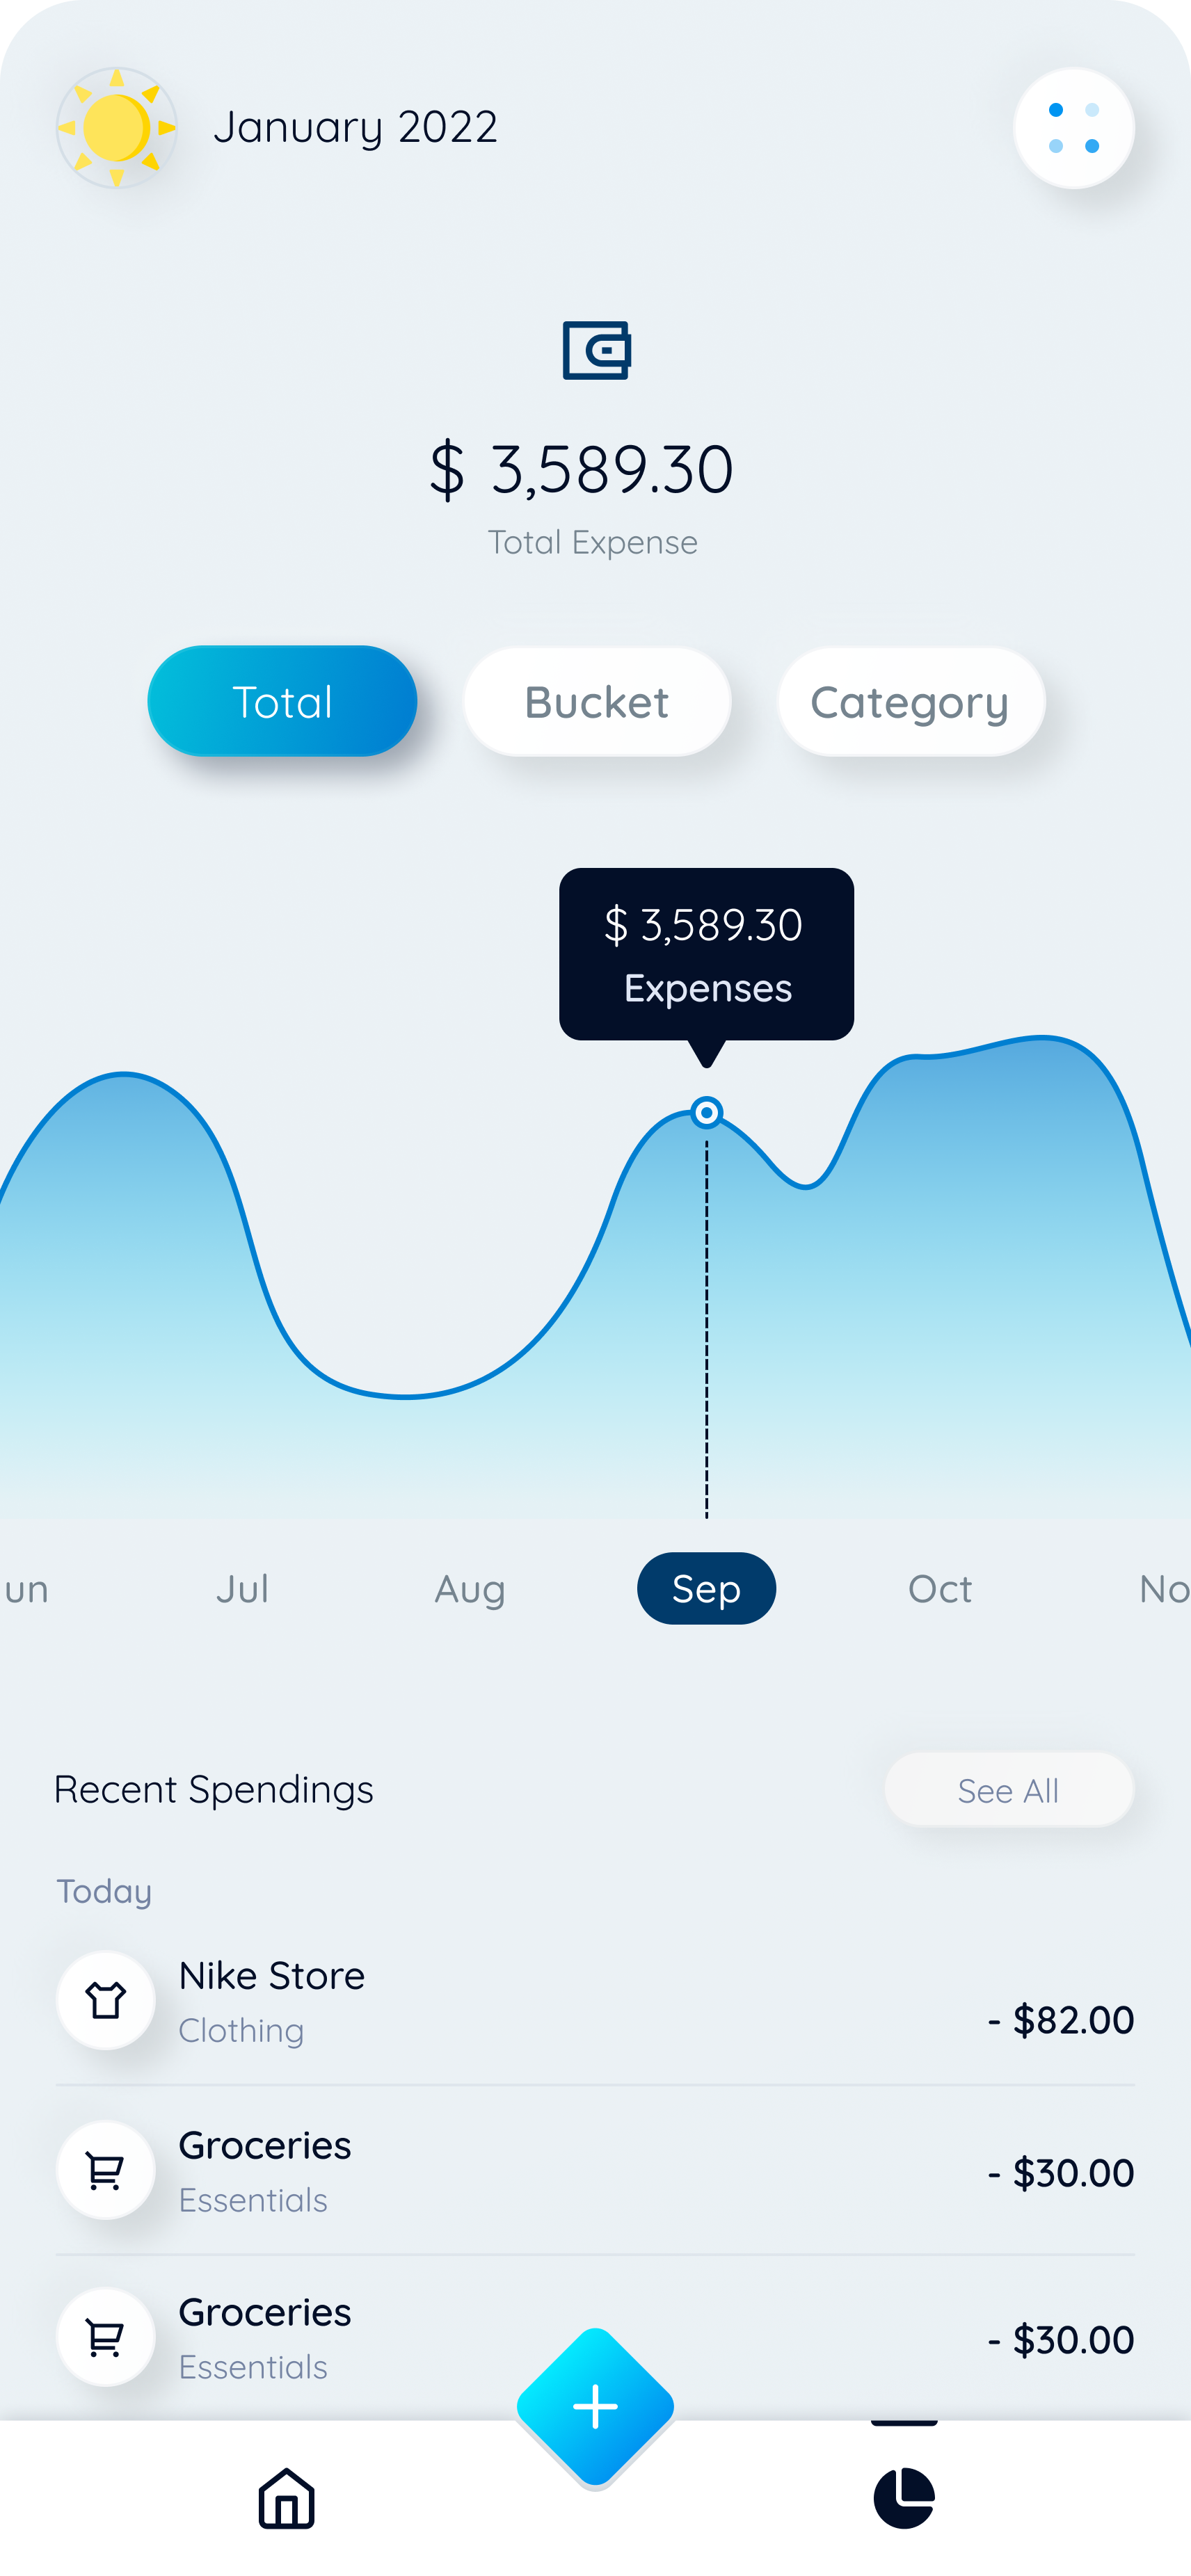 January 2022
$ 3,589.30
Total Expense
Total Bucket Category
$ 3,589.30
Expenses
un Jul Aug Sep Oct No
Recent Spendings See All
Today
Nike Store
Clothing
- $82.00
Groceries
Essentials
- $30.00
Groceries
Essentials
- $30.00